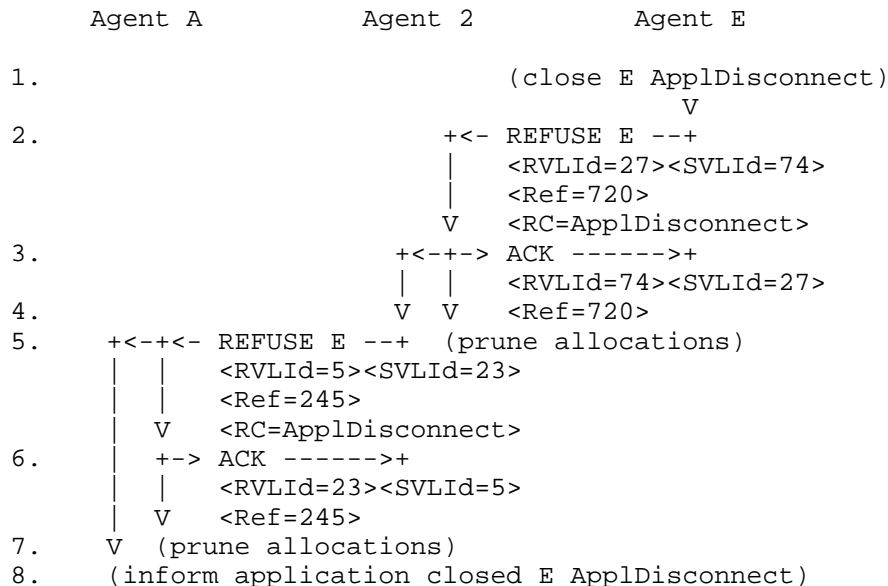 Agent A             Agent 2             Agent E

1.                                 (close E ApplDisconnect)
                                               V
2.                             +<- REFUSE E --+
                               |   <RVLId=27><SVLId=74>
                               |   <Ref=720>
                               V   <RC=ApplDisconnect>
3.                          +<-+-> ACK ------>+
                            |  |   <RVLId=74><SVLId=27>
4.                          V  V   <Ref=720>
5.     +<-+<- REFUSE E --+  (prune allocations)
       |  |   <RVLId=5><SVLId=23>
       |  |   <Ref=245>
       |  V   <RC=ApplDisconnect>
6.     |  +-> ACK ------>+
       |  |   <RVLId=23><SVLId=5>
       |  V   <Ref=245>
7.     V  (prune allocations)
8.     (inform application closed E ApplDisconnect)